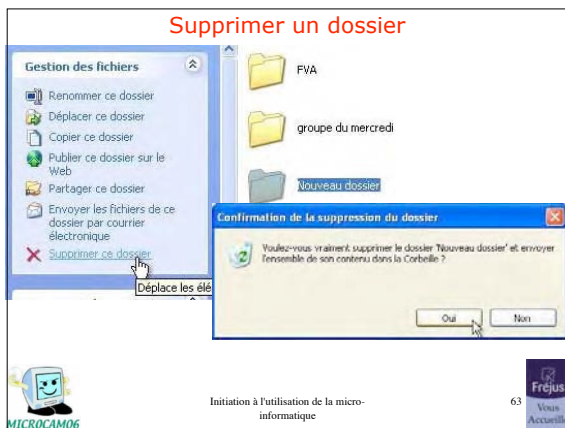 Supprimer un dossier
Gestion des fichiers
Renommer ce dossier
Déplacer ce dossier
Copier ce dossier
Publier ce dossier sur le
Web
Partager ce dossier
Envoyer les fichiers de ce
dossier par courrier
électronique
Supprimer ce dossier
Déplace les élé
FVA
groupe du mercredi
Nouveau dossier
Confirmation de la suppression du dossier
Voulez-vous vraiment supprimer le dossier 'Nouveau dossier' et envoyer
l'ensemble de son contenu dans la Corbeille ?
Oui
Non
MICROCAM06
Initiation à l'utilisation de la micro-
informatique
63
Fréjus
Vous
Accueille